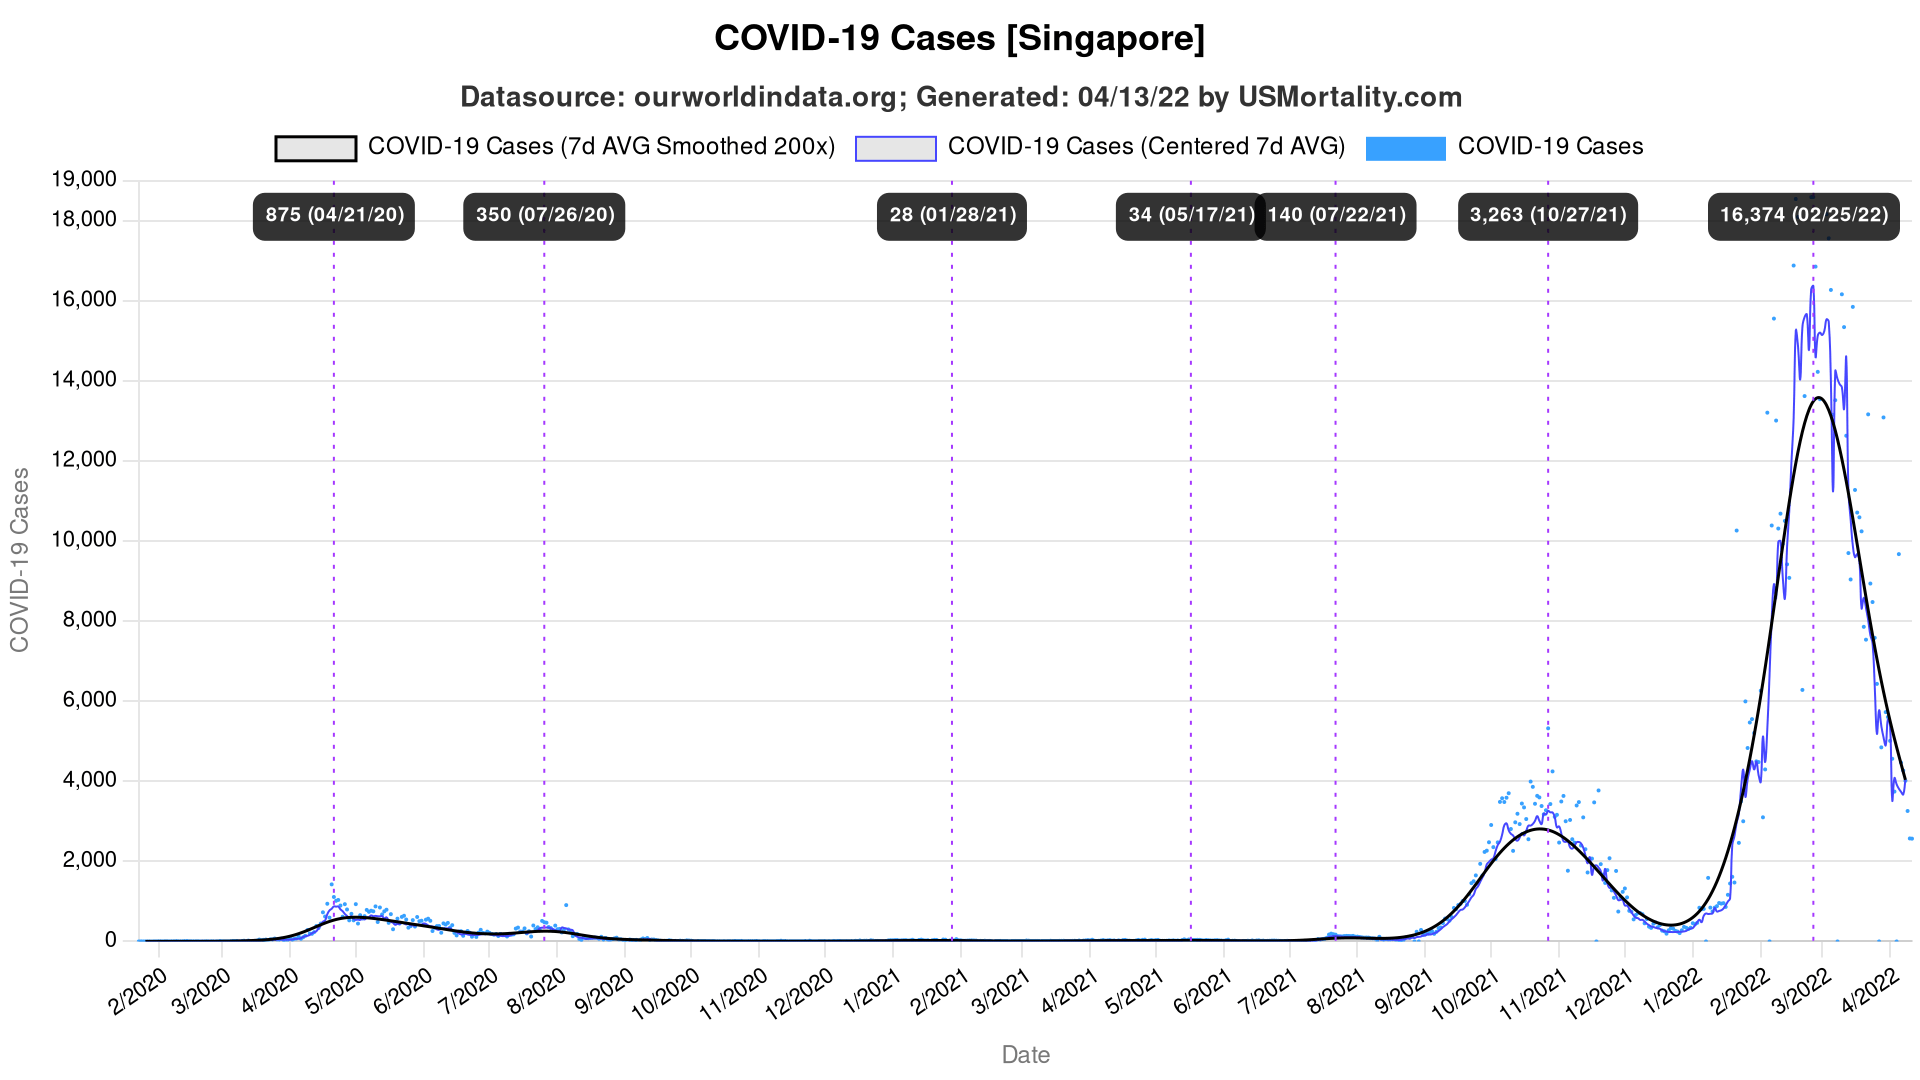 COVID-19 Cases [Singapore]
Datasource: ourworldindata.org; Generated: 04/13/22 by USMortality.com
COVID-19 Cases (7d AVG Smoothed 200x) COVID-19 Cases (Centered 7d AVG) COVID-19 Cases
19,000
875 (04/21/20) 350 (07/26/20) 28 (01/28/21) 34 (05/17/21) 140 (07/22/21) 3,263 (10/27/21) 16,374 (02/25/22)
18,000
16,000
14,000
12,000
10,000
8,000
6,000
4,000
2,000
0
COVID-19 Cases
2/2020 3/2020 4/2020 5/2020 6/2020 7/2020 8/2020 9/2020 10/2020 11/2020 12/2020 1/2021 2/2021 3/2021 4/2021 5/2021 6/2021 7/2021 8/2021 9/2021 10/2021 11/2021 12/2021 1/2022 2/2022 3/2022 4/2022
Date